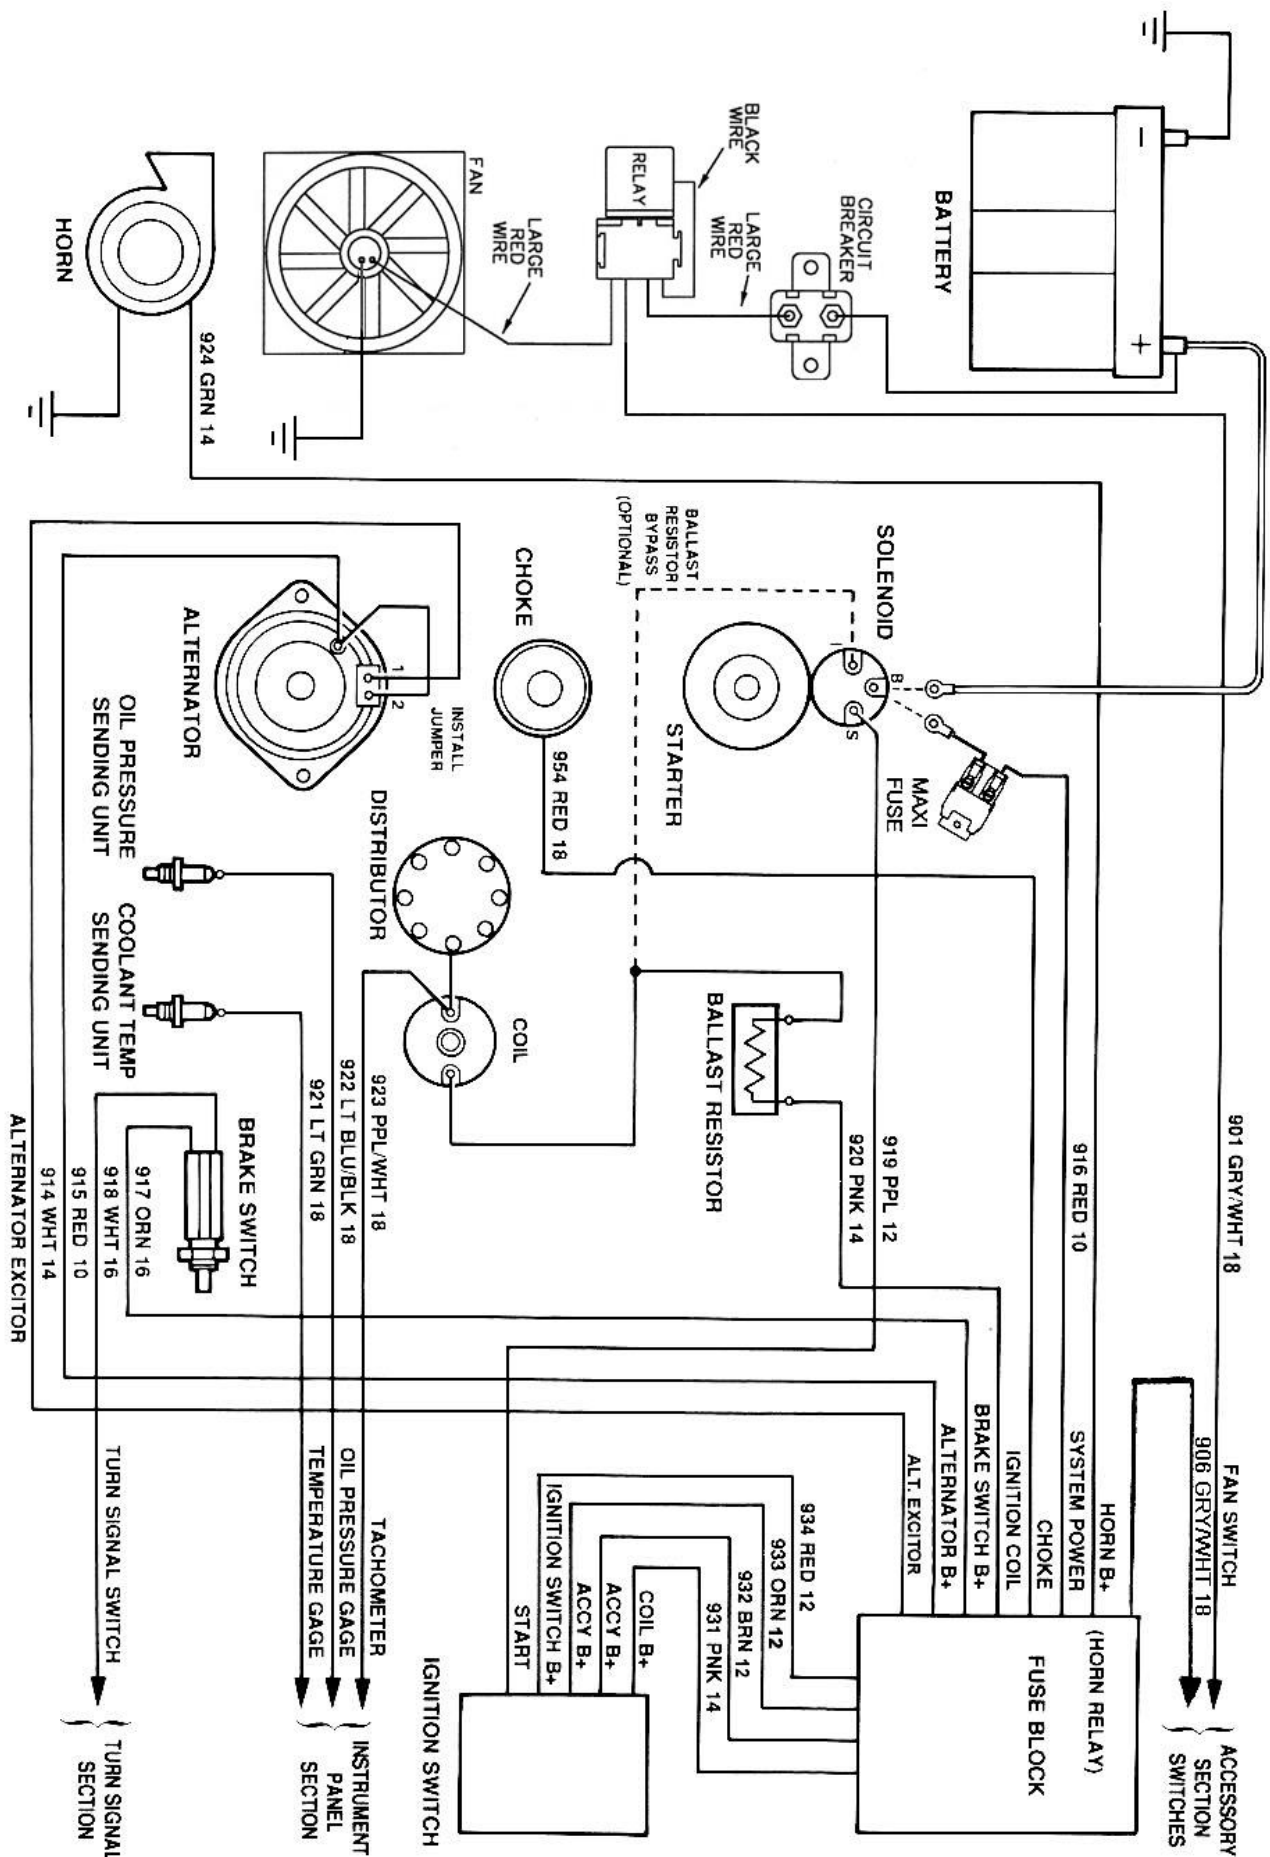 BATTERY
-
+
CIRCUIT
BREAKER
BLACK
WIRE
LARGE
RED
WIRE
RELAY
LARGE
RED
WIRE
FAN
HORN
924 GRN 14
901 GRY/WHT 18
FAN SWITCH
906 GRY/WHT 18
ACCESSORY
SECTION
SWITCHES
SOLENOID
I
B
S
BALLAST
RESISTOR
BYPASS
(OPTIONAL)
STARTER
MAXI
FUSE
CHOKE
954 RED 18
916 RED 10
919 PPL 12
920 PNK 14
BALLAST RESISTOR
COIL
DISTRIBUTOR
ALTERNATOR
1
2
INSTALL
JUMPER
OIL PRESSURE
SENDING UNIT
COOLANT TEMP
SENDING UNIT
BRAKE SWITCH
923 PPL/WHT 18
922 LT BLU/BLK 18
921 LT GRN 18
917 ORN 16
918 WHT 16
915 RED 10
914 WHT 14
ALTERNATOR EXCITOR
HORN B+
SYSTEM POWER
CHOKE
IGNITION COIL
BRAKE SWITCH B+
ALTERNATOR B+
ALT. EXCITOR
(HORN RELAY)
FUSE BLOCK
934 RED 12
933 ORN 12
932 BRN 12
931 PNK 14
COIL B+
ACCY B+
ACCY B+
IGNITION SWITCH B+
START
IGNITION SWITCH
TACHOMETER
OIL PRESSURE GAGE
TEMPERATURE GAGE
INSTRUMENT
PANEL
SECTION
TURN SIGNAL SWITCH
TURN SIGNAL
SECTION